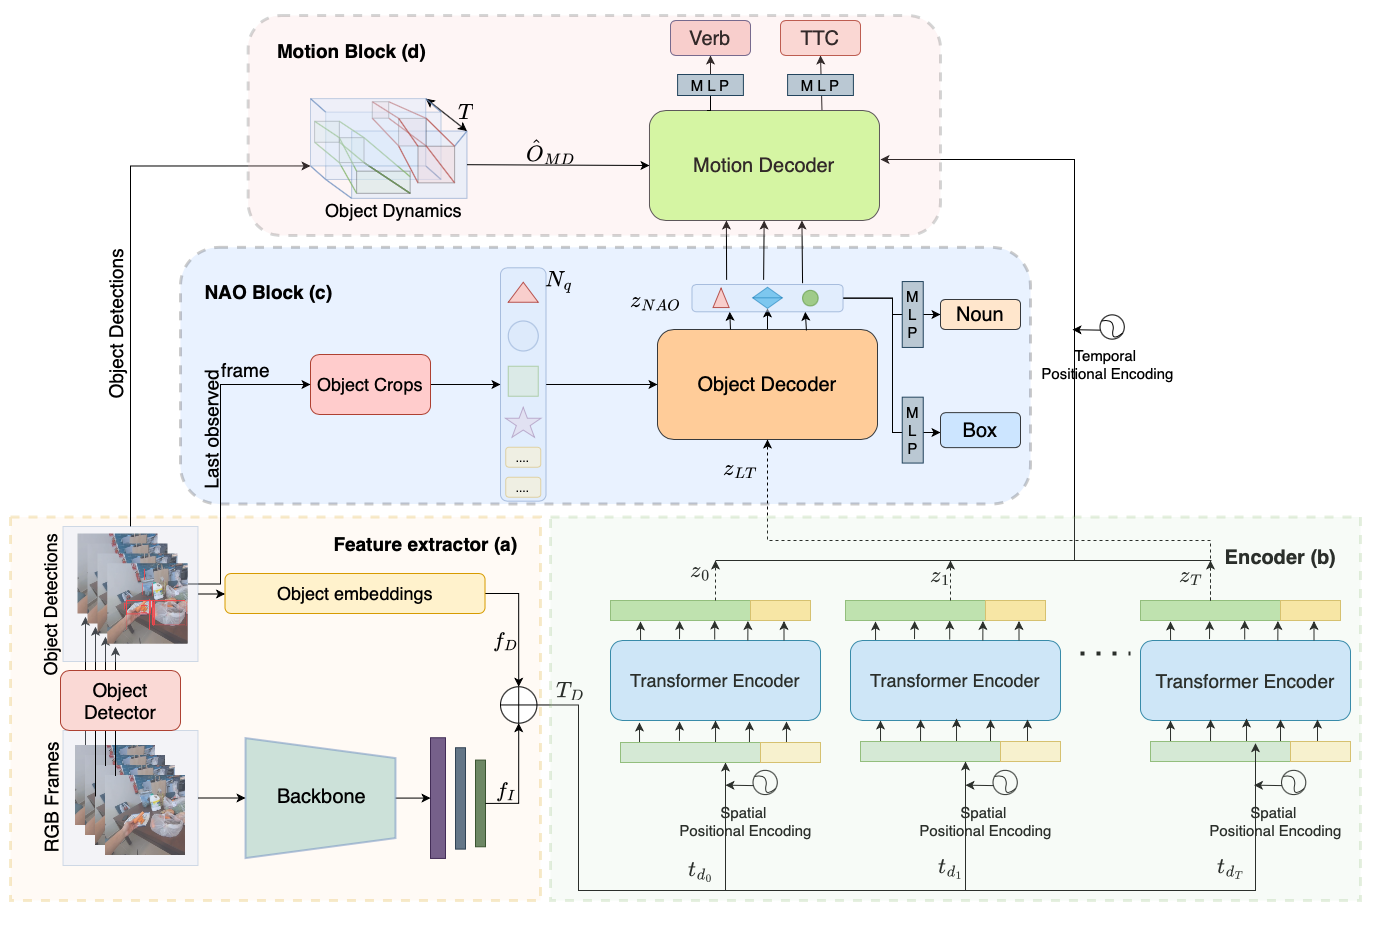 Motion Block (d)
Verb
TTC
M L P
M L P
T
Object Dynamics
Ô_{MD}
Motion Decoder
Object Detections
NAO Block (c)
N_q
z_{NAO}
M
L
P
Noun
Last observed
frame
Object Crops
....
....
Object Decoder
M
L
P
Box
z_{LT}
Temporal
Positional Encoding
Feature extractor (a)
Object Detections
Object embeddings
f_D
Object
Detector
T_D
RGB Frames
Backbone
f_I
Encoder (b)
z_0
z_1
z_T
Transformer Encoder
Transformer Encoder
....
Transformer Encoder
Spatial
Positional Encoding
Spatial
Positional Encoding
Spatial
Positional Encoding
t_{d_0}
t_{d_1}
t_{d_T}